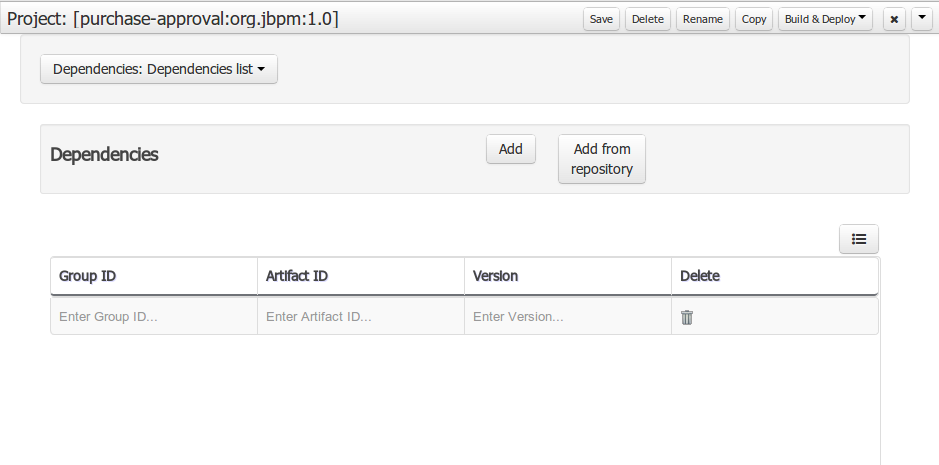 Project: [purchase-approval:org.jbpm:1.0]
Save Delete Rename Copy Build & Deploy
Dependencies: Dependencies list
Dependencies
Add
Add from
repository
Group ID Artifact ID Version Delete
Enter Group ID... Enter Artifact ID... Enter Version...